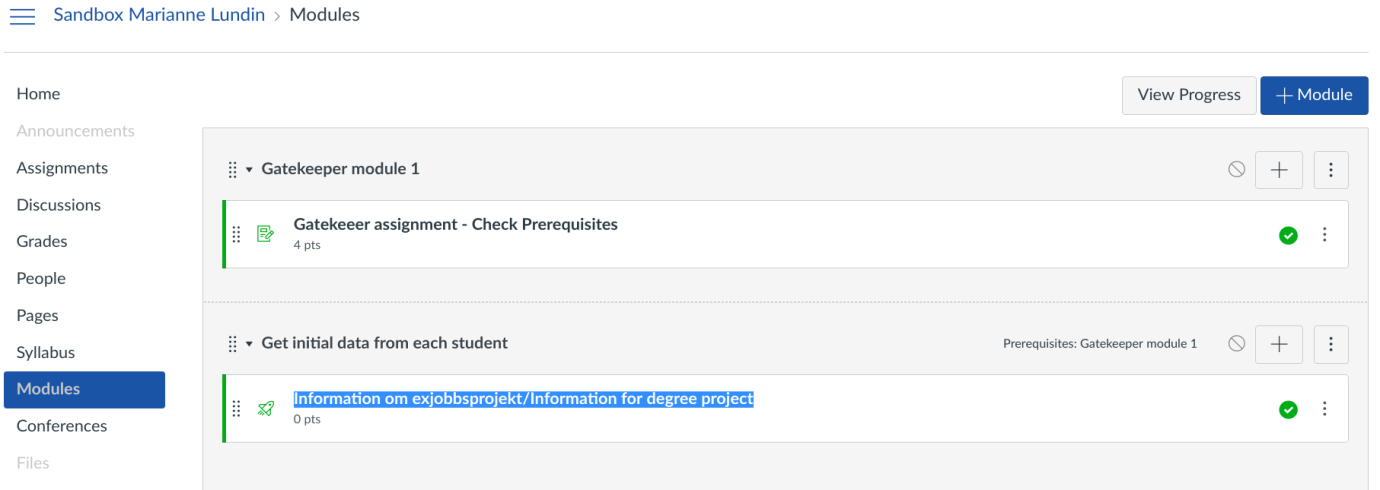 Sandbox Marianne Lundin > Modules
View Progress
+ Module
Home
Announcements
Assignments
Discussions
Grades
People
Pages
Syllabus
Modules
Conferences
Files
Gatekeeper module 1
Gatekeeer assignment - Check Prerequisites
4 pts
Get initial data from each student
Prerequisites: Gatekeeper module 1
Information om exjobbsprojekt/Information for degree project
0 pts